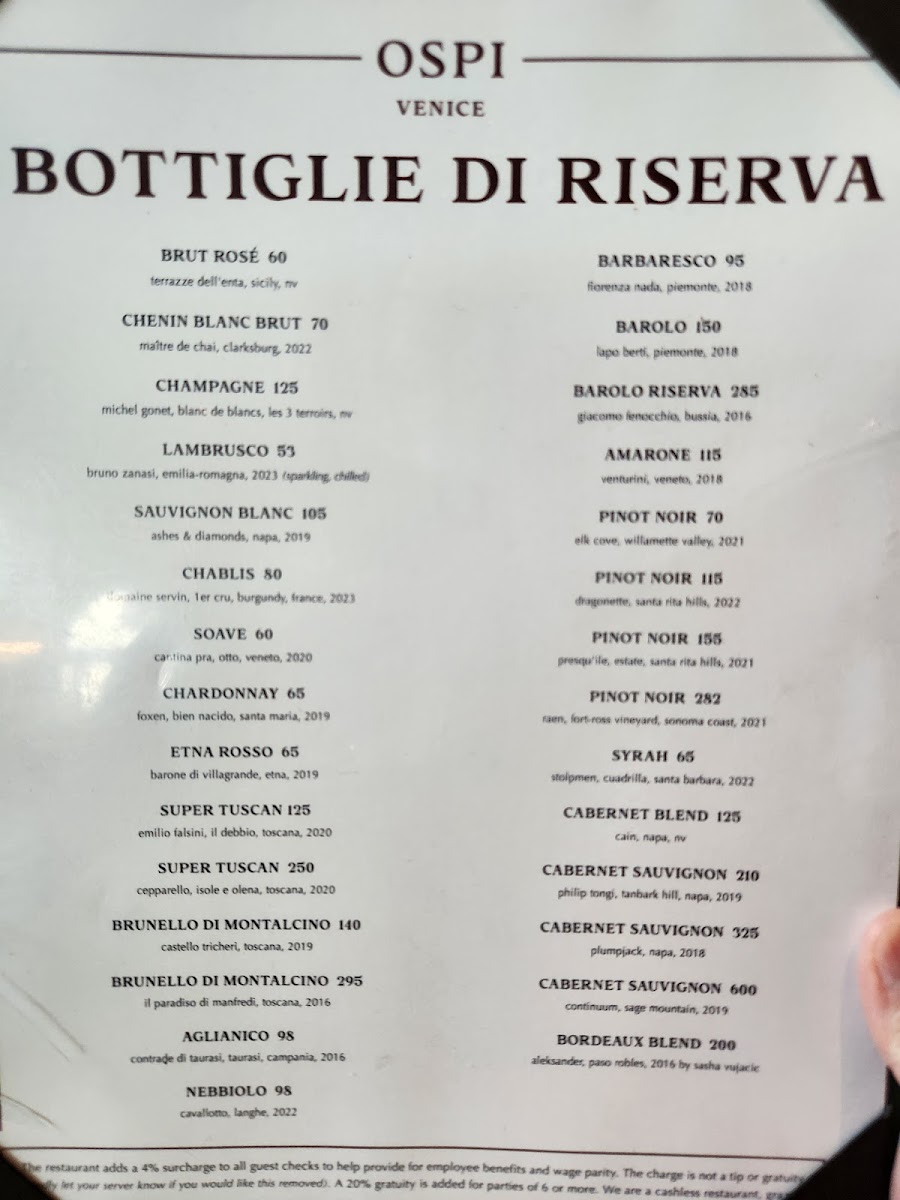 OSPI
VENICE
BOTTIGLIE DI RISERVA
BRUT ROSÉ 60
terrazze dell'enta, sicily, nv
CHENIN BLANC BRUT 70
maître de chai, clarksburg, 2022
CHAMPAGNE 125
michel gonet, blanc de blancs, les 3 terroirs, nv
LAMBRUSCO 53
bruno zanasi, emilia-romagna, 2023 (sparkling, chilled)
SAUVIGNON BLANC 105
ashes & diamonds, napa, 2019
CHABLIS 80
domaine servin, 1er cru, burgundy, france, 2023
SOAVE 60
cantina pra, otto, veneto, 2020
CHARDONNAY 65
foxen, bien nacido, santa maria, 2019
ETNA ROSSO 65
barone di villagrande, etna, 2019
SUPER TUSCAN 125
emilio falsini, il debbio, toscana, 2020
SUPER TUSCAN 250
cepparello, isole e olena, toscana, 2020
BRUNELLO DI MONTALCINO 140
castello tricheri, toscana, 2019
BRUNELLO DI MONTALCINO 295
il paradiso di manfredi, toscana, 2016
AGLIANICO 98
contrade di taurasi, taurasi, campania, 2016
NEBBIOLO 98
cavallotto, langhe, 2022
BARBARESCO 95
fiorenza nada, piemonte, 2018
BAROLO 150
lapo berti, piemonte, 2018
BAROLO RISERVA 285
giacomo fenocchio, bussia, 2016
AMARONE 115
venturini, veneto, 2018
PINOT NOIR 70
elk cove, willamette valley, 2021
PINOT NOIR 115
dragonette, santa rita hills, 2022
PINOT NOIR 155
presqu'ile, estate, santa rita hills, 2021
PINOT NOIR 282
raen, fort-ross vineyard, sonoma coast, 2021
SYRAH 65
stolpmen, cuadrilla, santa barbara, 2022
CABERNET BLEND 125
cain, napa, nv
CABERNET SAUVIGNON 210
philip tongi, tanbark hill, napa, 2019
CABERNET SAUVIGNON 325
plumpjack, napa, 2018
CABERNET SAUVIGNON 600
continuum, sage mountain, 2019
BORDEAUX BLEND 200
aleksander, paso robles, 2016 by sasha vujacic
The restaurant adds a 4% surcharge to all guest checks to help provide for employee benefits and wage parity. The charge is not a tip or gratuity
let your server know if you would like this removed). A 20% gratuity is added for parties of 6 or more. We are a cashless restaurant,